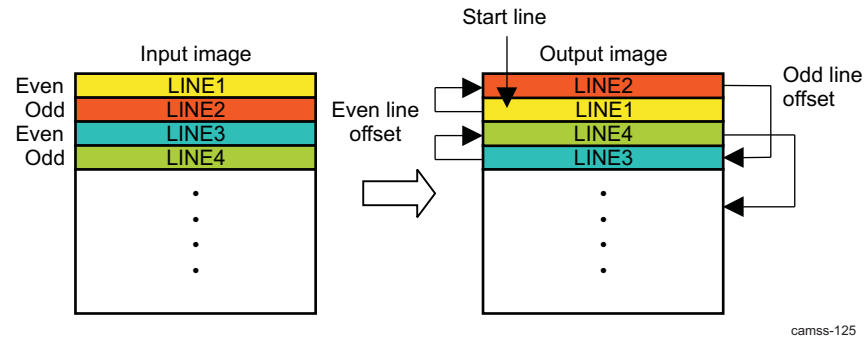 Start line
Input image
Output image
Even
LINE1
Odd
LINE2
Even
LINE3
Odd
LINE4
Even line
offset
LINE2
LINE1
LINE4
LINE3
Odd line
offset
camss-125